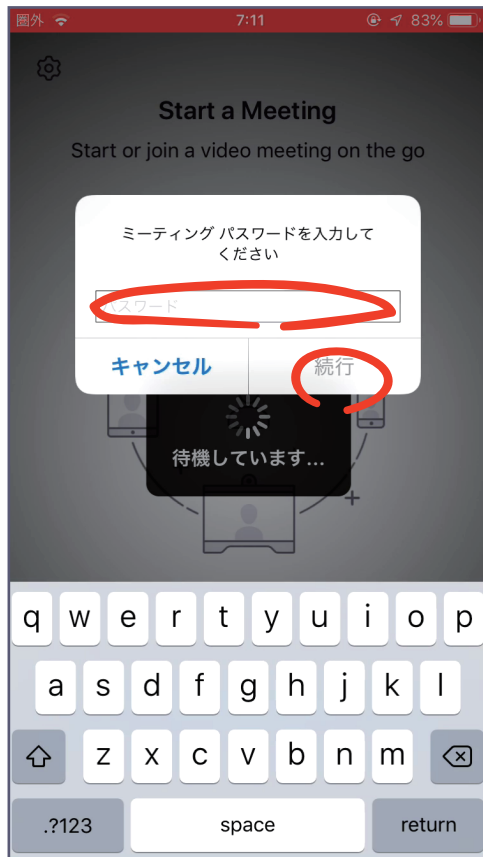 圏外 7:11 83%
Start a Meeting
Start or join a video meeting on the go
ミーティング パスワードを入力して
ください
パスワード
キャンセル 続行
待機しています...
q w e r t y u i o p
a s d f g h j k l
z x c v b n m
.?123 space return